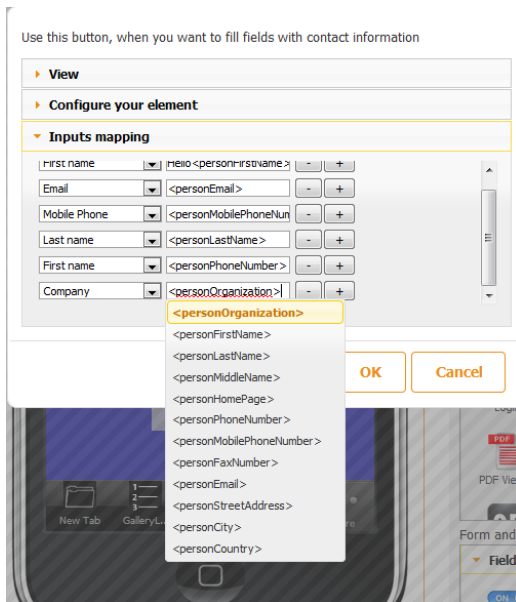 Use this button, when you want to fill fields with contact information
View
Configure your element
Inputs mapping
First name Hello<personFirstName> - +
Email <personEmail> - +
Mobile Phone <personMobilePhoneNum - +
Last name <personLastName> - +
First name <personPhoneNumber> - +
Company <personOrganization> - +
<personOrganization>
<personFirstName>
<personLastName>
<personMiddleName>
<personHomePage>
<personPhoneNumber>
<personMobilePhoneNumber>
<personFaxNumber>
<personEmail>
<personStreetAddress>
<personCity>
<personCountry>
OK Cancel
PDF
PDF Vie
New Tab GalleryL...
Form and
Field
ON